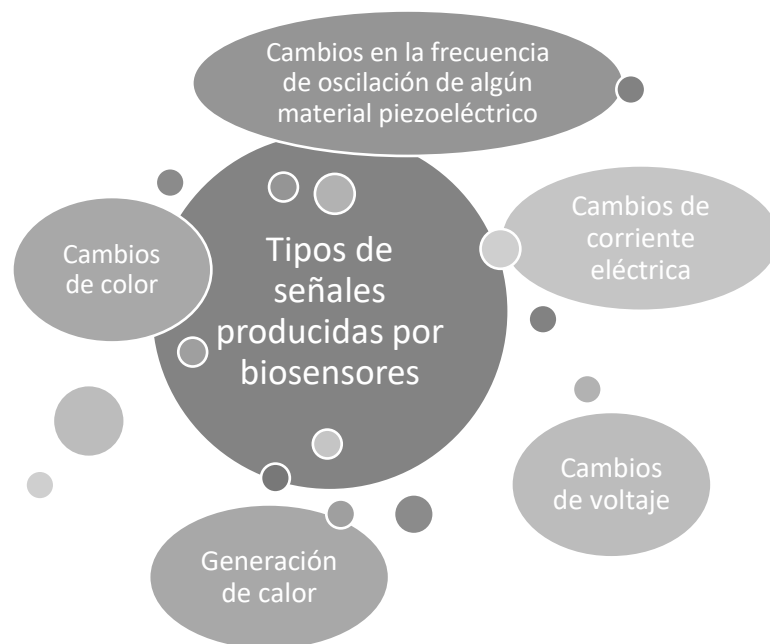 Cambios en la frecuencia
de oscilación de algún
material piezoeléctrico
Cambios de
corriente
eléctrica
Cambios
de color
Tipos de
señales
producidas por
biosensores
Cambios
de voltaje
Generación
de calor